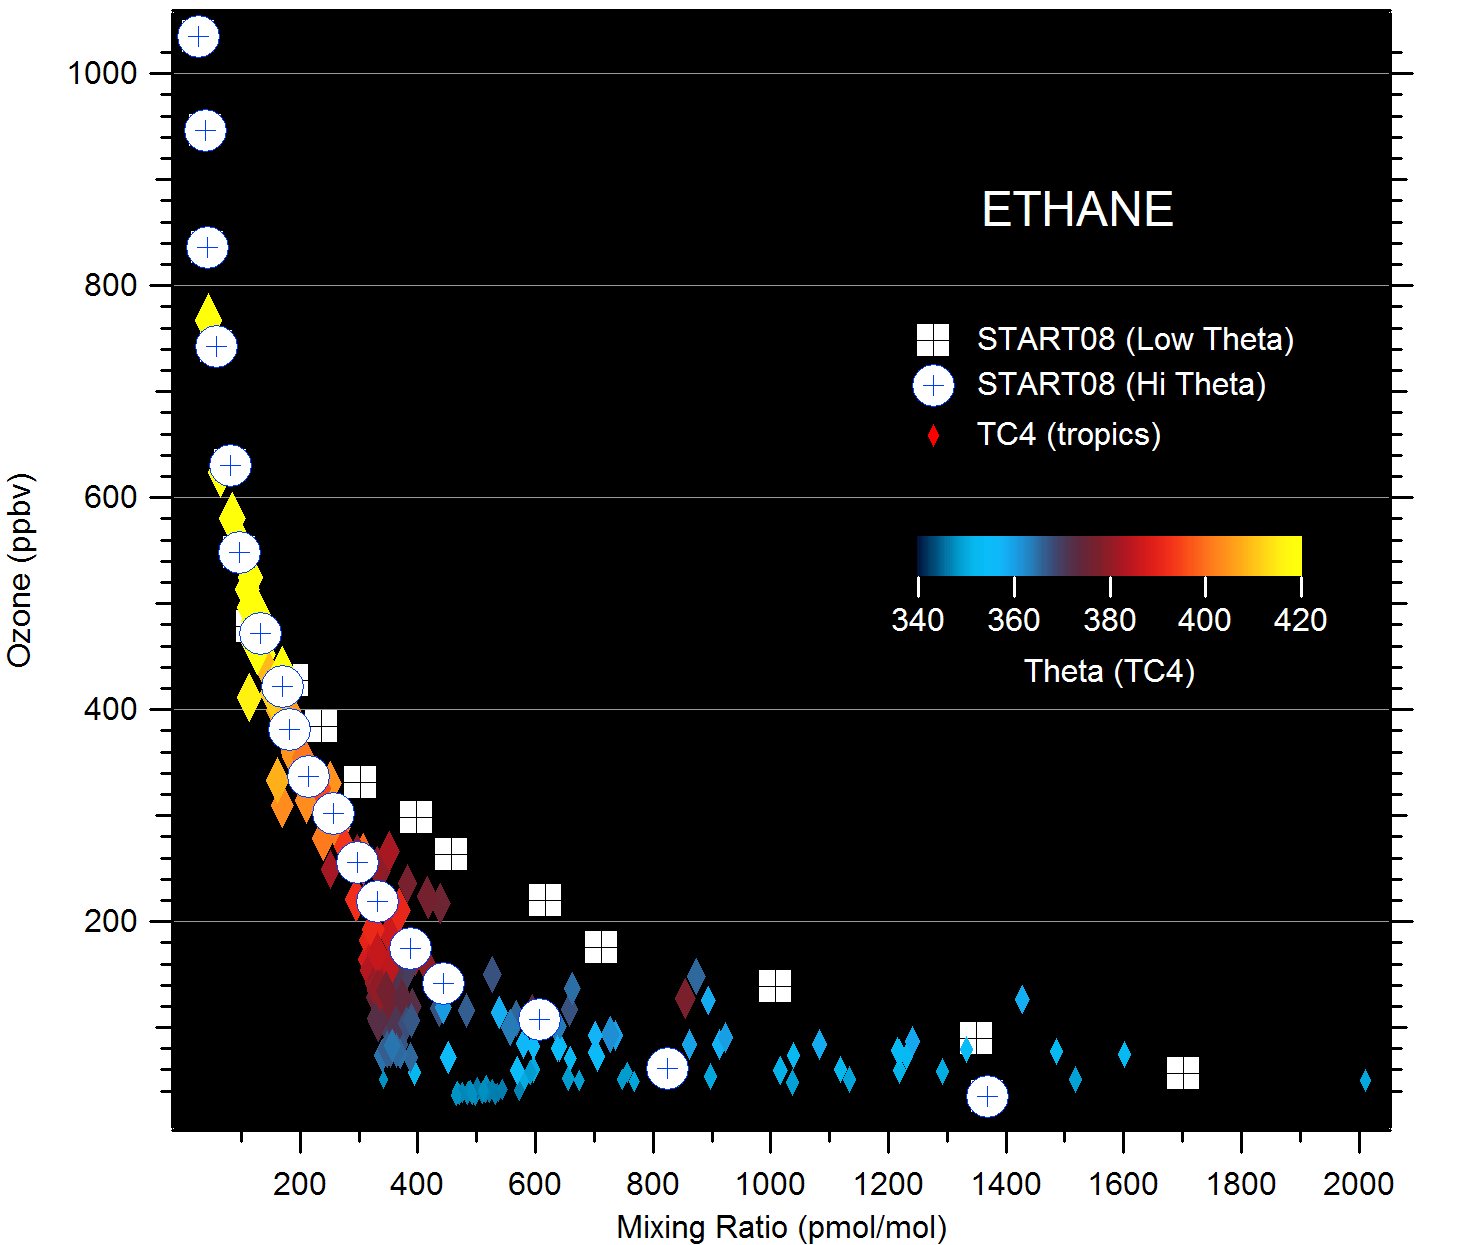 1000
800
600
400
200
Ozone (ppbv)
ETHANE
START08 (Low Theta)
START08 (Hi Theta)
TC4 (tropics)
340 360 380 400 420
Theta (TC4)
200 400 600 800 1000 1200 1400 1600 1800 2000
Mixing Ratio (pmol/mol)